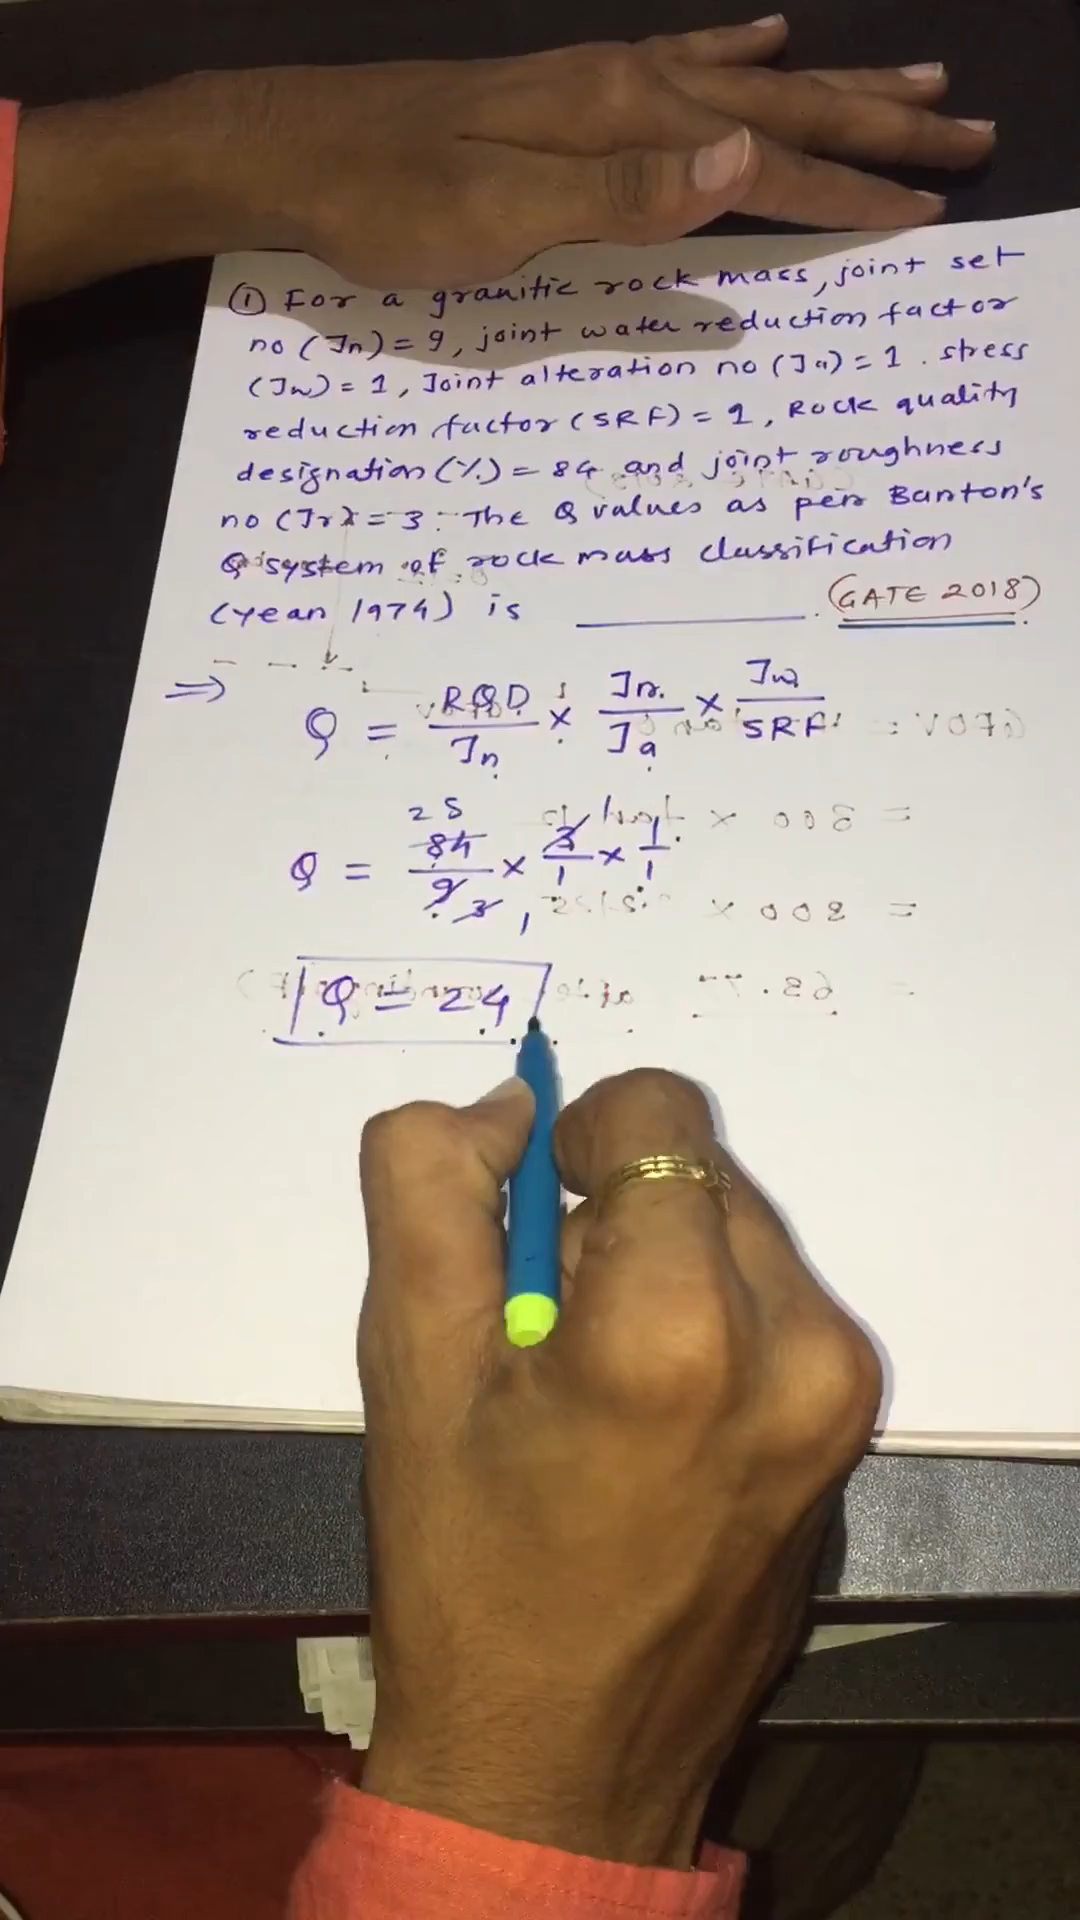 ① For a granitic rock mass, joint set
no (Jn) = 9, joint water reduction factor
(Jw) = 1, Joint alteration no (Ja) = 1. stress
reduction factor (SRF) = 1, Rock quality
designation (%) = 84 and joint roughness
no (Jr) = 3. The Q values as per Banton's
Q system of rock mass classification
(year 1974) is ________. (GATE 2018)
⇒ Q = RQD/Jn × Jr/Ja × Jw/SRF
28
Q = 84/9 × 3/1 × 1/1
3, 1
Q = 24